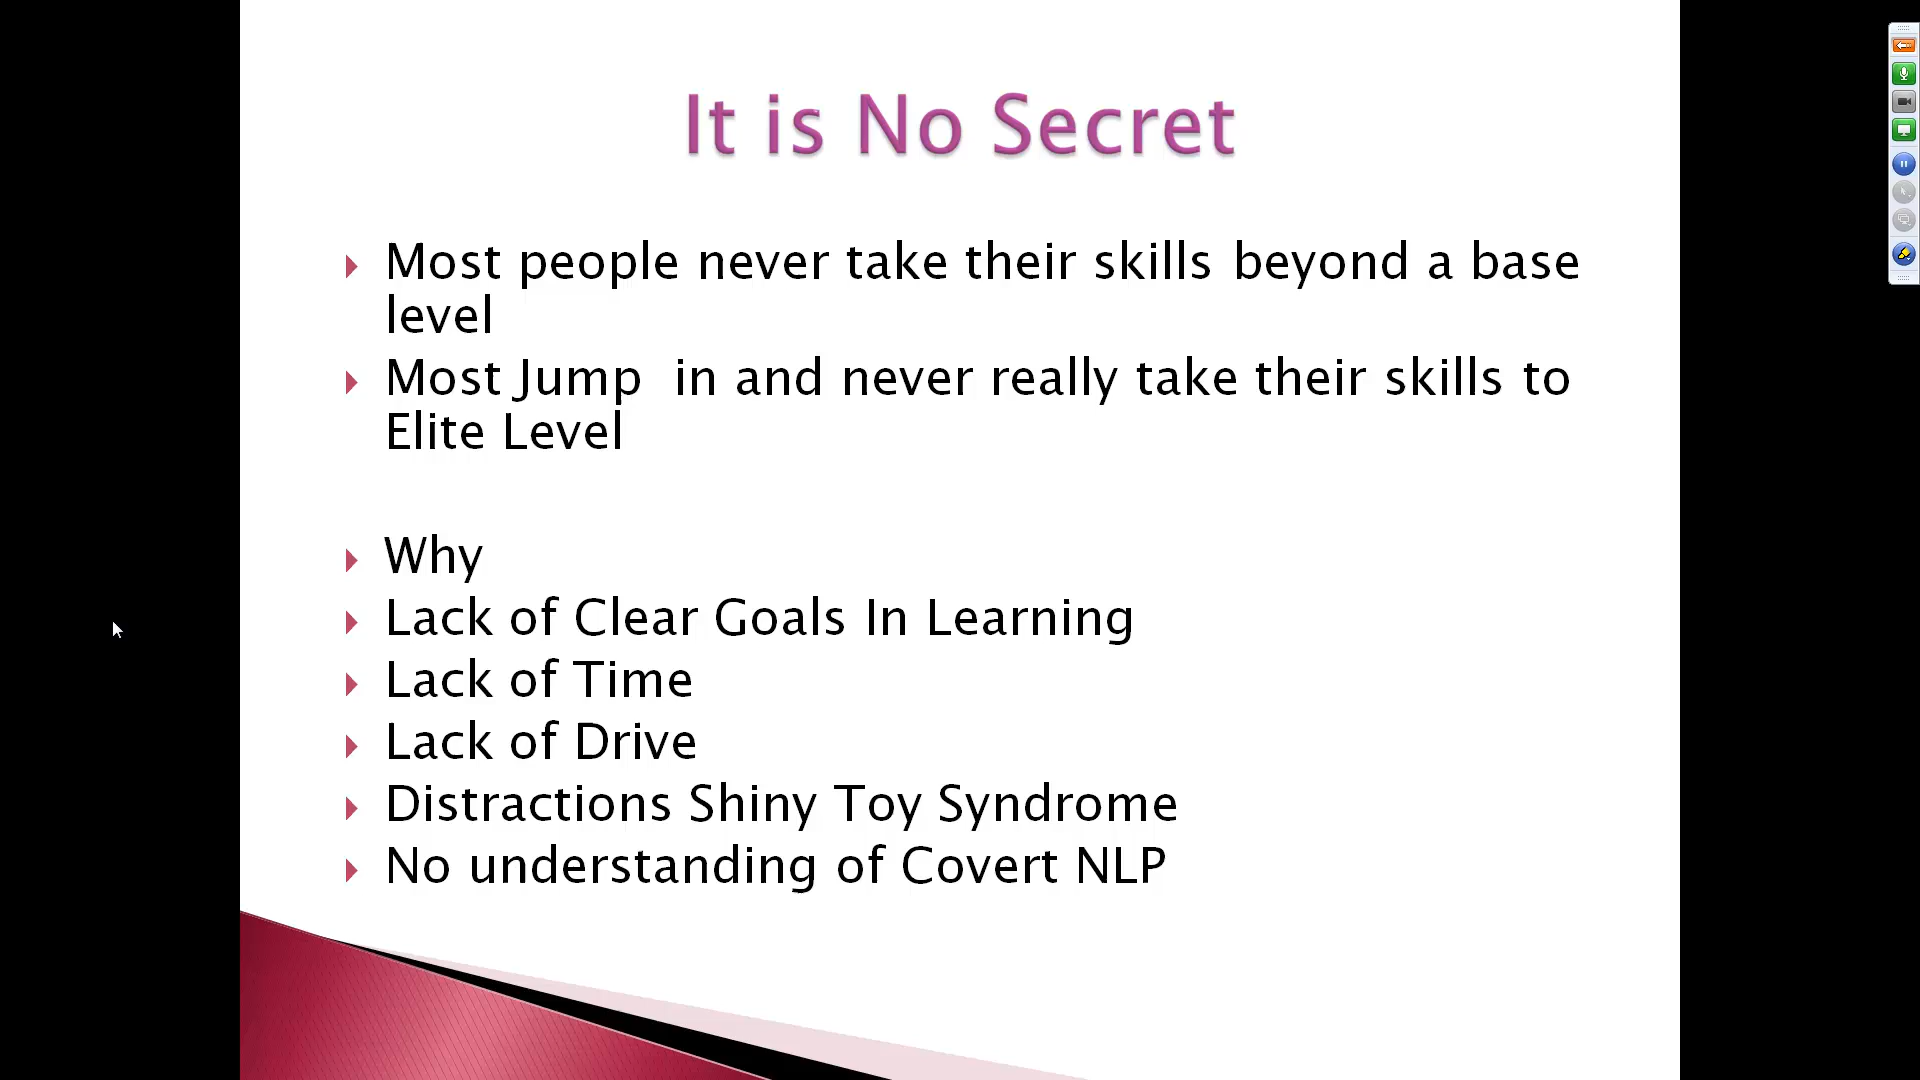 It is No Secret
Most people never take their skills beyond a base
level
Most Jump  in and never really take their skills to
Elite Level
Why
Lack of Clear Goals In Learning
Lack of Time
Lack of Drive
Distractions Shiny Toy Syndrome
No understanding of Covert NLP